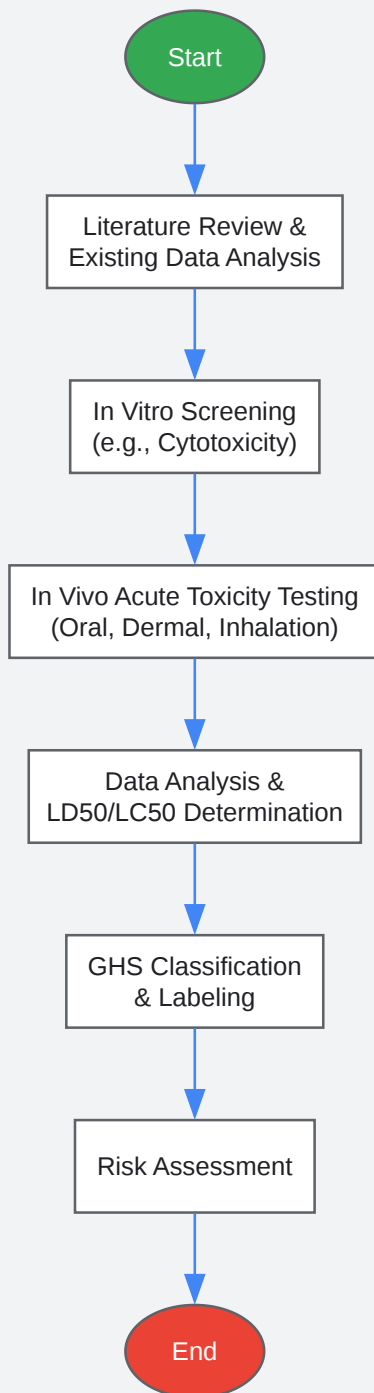 Start
Literature Review &
Existing Data Analysis
In Vitro Screening
(e.g., Cytotoxicity)
In Vivo Acute Toxicity Testing
(Oral, Dermal, Inhalation)
Data Analysis &
LD50/LC50 Determination
GHS Classification
& Labeling
Risk Assessment
End